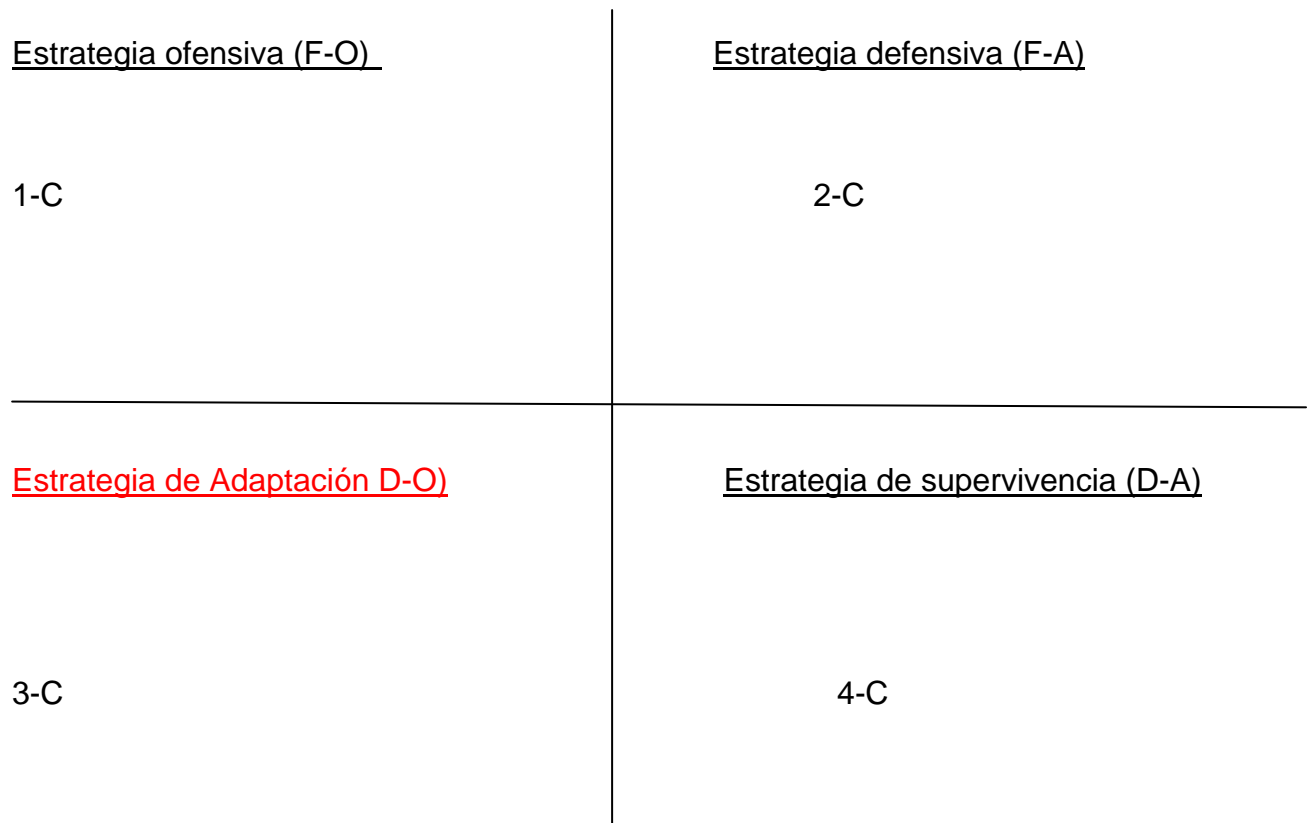 Estrategia ofensiva (F-O)
Estrategia defensiva (F-A)
1-C
2-C
Estrategia de Adaptación D-O)
Estrategia de supervivencia (D-A)
3-C
4-C